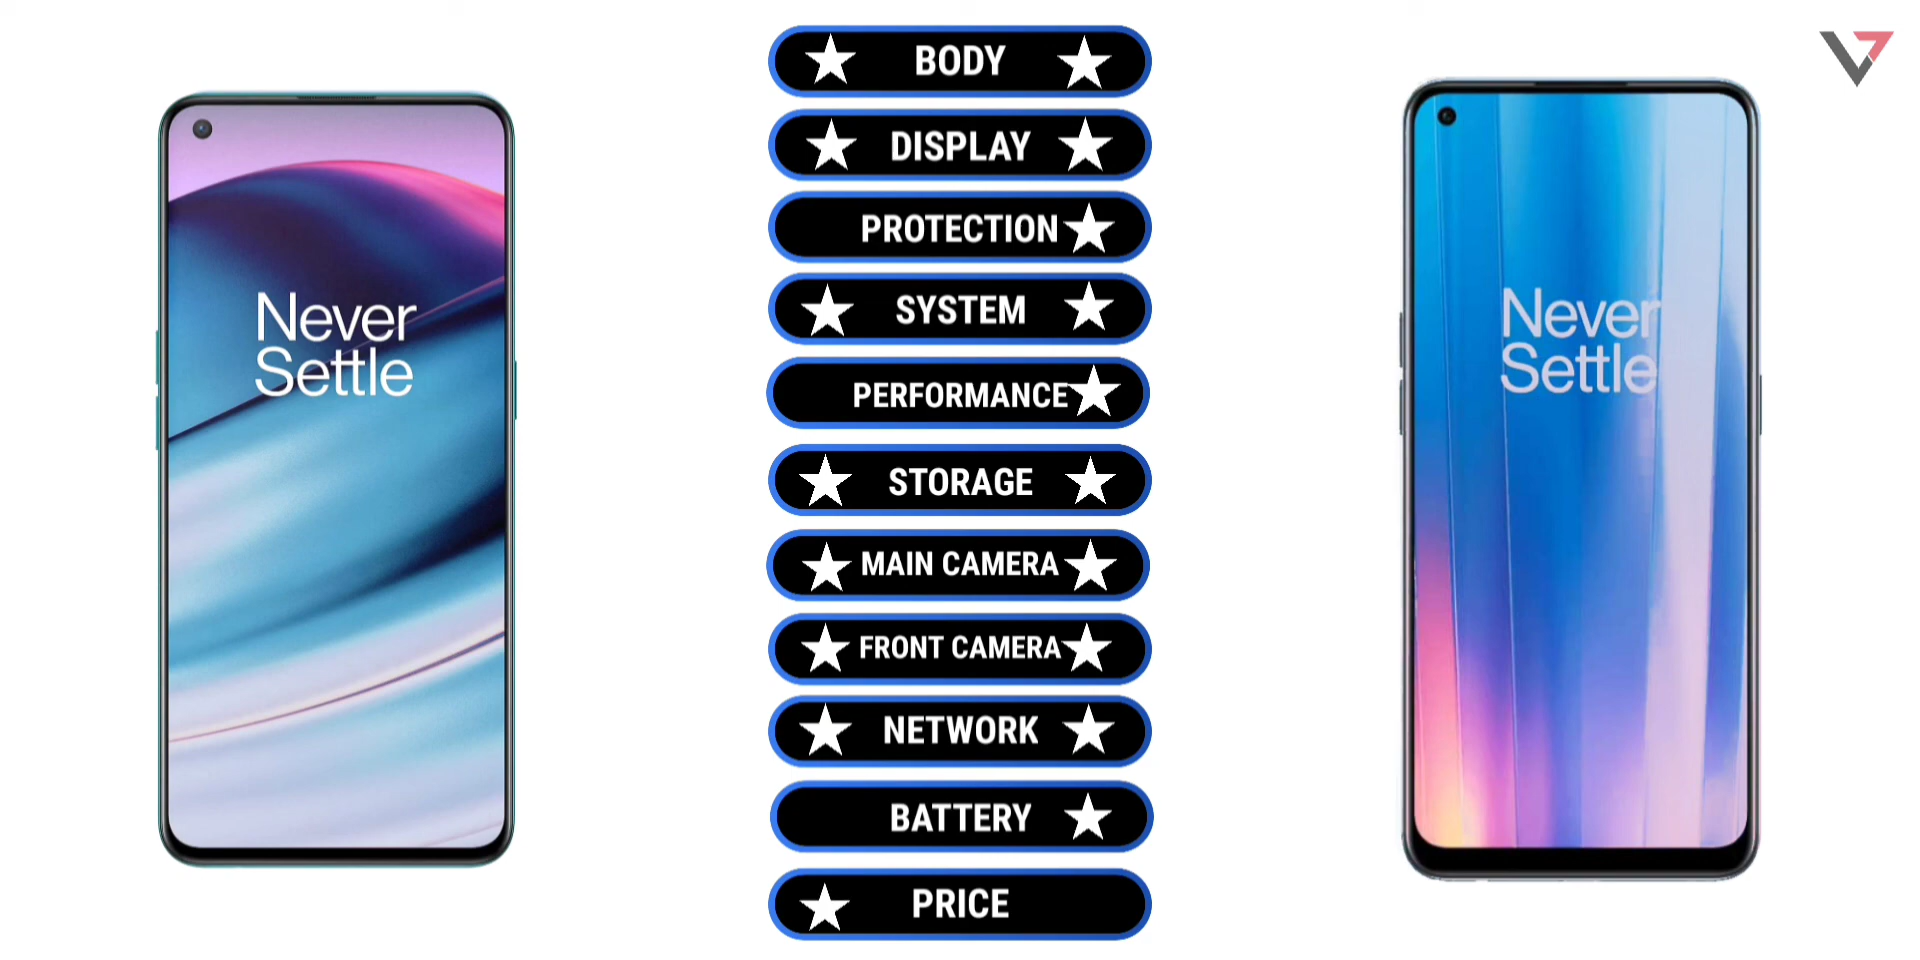 BODY
DISPLAY
PROTECTION
SYSTEM
PERFORMANCE
STORAGE
MAIN CAMERA
FRONT CAMERA
NETWORK
BATTERY
PRICE
Never
Settle
Never
Settle